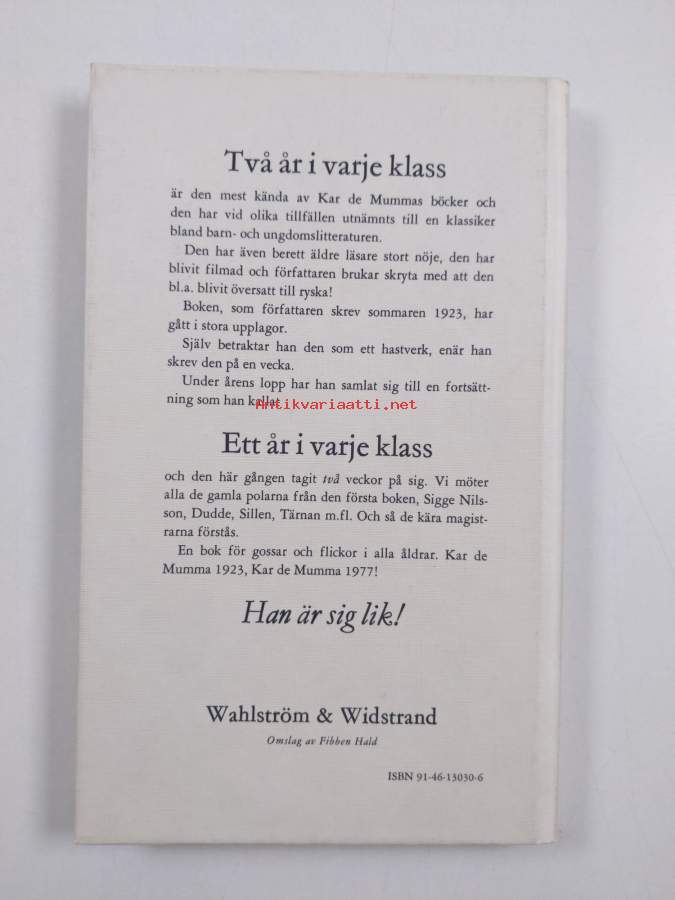 Två år i varje klass
är den mest kända av Kar de Mummas böcker och
den har vid olika tillfällen utnämnts till en klassiker
bland barn- och ungdomslitteraturen.
Den har även berett äldre läsare stort nöje, den har
blivit filmad och författaren brukar skryta med att den
bl.a. blivit översatt till ryska!
Boken, som författaren skrev sommaren 1923, har
gått i stora upplagor.
Själv betraktar han den som ett hastverk, enär han
skrev den på en vecka.
Under årens lopp har han samlat sig till en fortsätt-
ning som han kallat
Antikvariaatti.net
Ett år i varje klass
och den här gången tagit två veckor på sig. Vi möter
alla de gamla polarna från den första boken, Sigge Nils-
son, Dudde, Sillen, Tärnan m.fl. Och så de kära magist-
rarna förstås.
En bok för gossar och flickor i alla åldrar. Kar de
Mumma 1923, Kar de Mumma 1977!
Han är sig lik!
Wahlström & Widstrand
Omslag av Fibben Hald
ISBN 91-46-13030-6